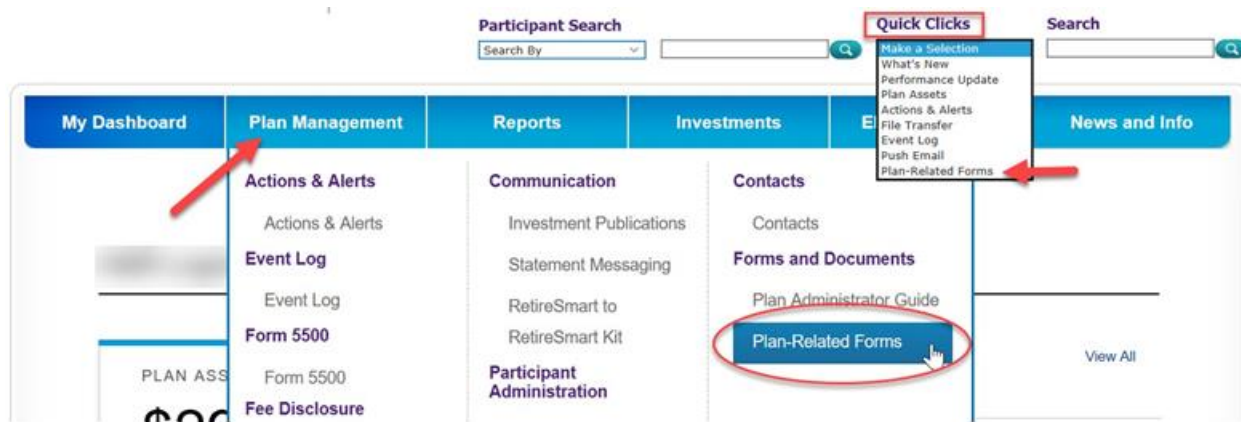 Participant Search
Quick Clicks
Search
Search By
Make a Selection
What's New
Performance Update
Plan Assets
Actions & Alerts
File Transfer
Event Log
Push Email
Plan-Related Forms
My Dashboard
Plan Management
Reports
Investments
News and Info
Actions & Alerts
Actions & Alerts
Event Log
Event Log
Form 5500
Form 5500
Fee Disclosure
Communication
Investment Publications
Statement Messaging
RetireSmart to
RetireSmart Kit
Participant
Administration
Contacts
Contacts
Forms and Documents
Plan Administrator Guide
Plan-Related Forms
View All
PLAN